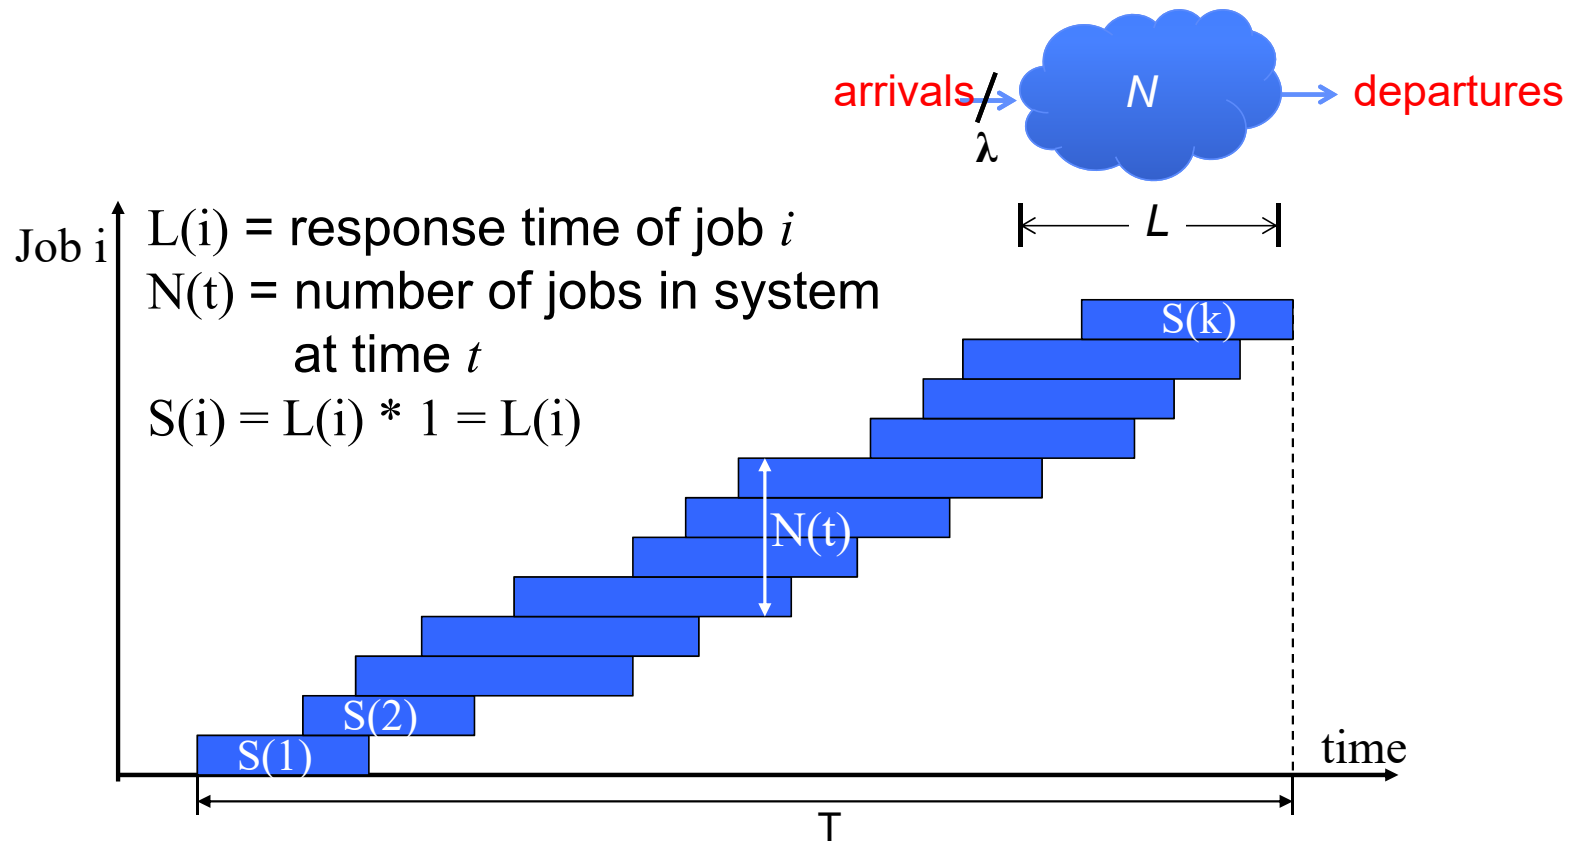 arrivals
N
departures
λ
L
Job i
L(i) = response time of job i
N(t) = number of jobs in system
at time t
S(i) = L(i) * 1 = L(i)
S(k)
N(t)
S(2)
S(1)
time
T